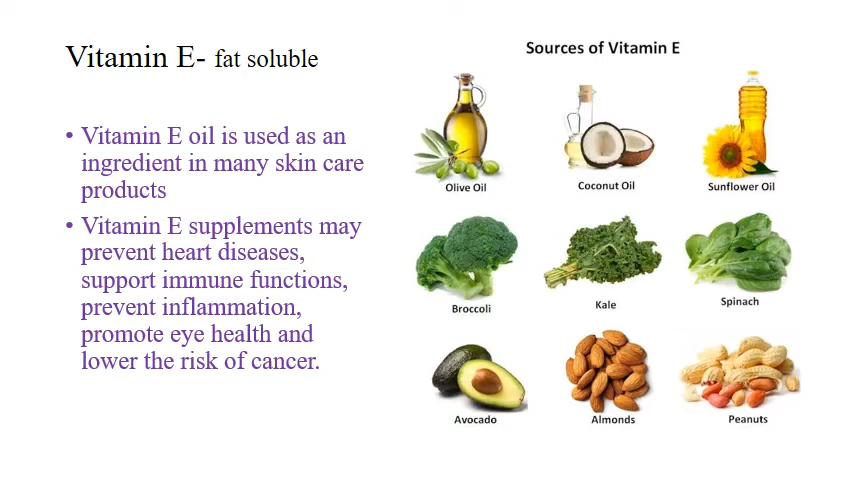 Vitamin E- fat soluble
• Vitamin E oil is used as an
ingredient in many skin care
products
• Vitamin E supplements may
prevent heart diseases,
support immune functions,
prevent inflammation,
promote eye health and
lower the risk of cancer.
Sources of Vitamin E
Olive Oil
Coconut Oil
Sunflower Oil
Broccoli
Kale
Spinach
Avocado
Almonds
Peanuts